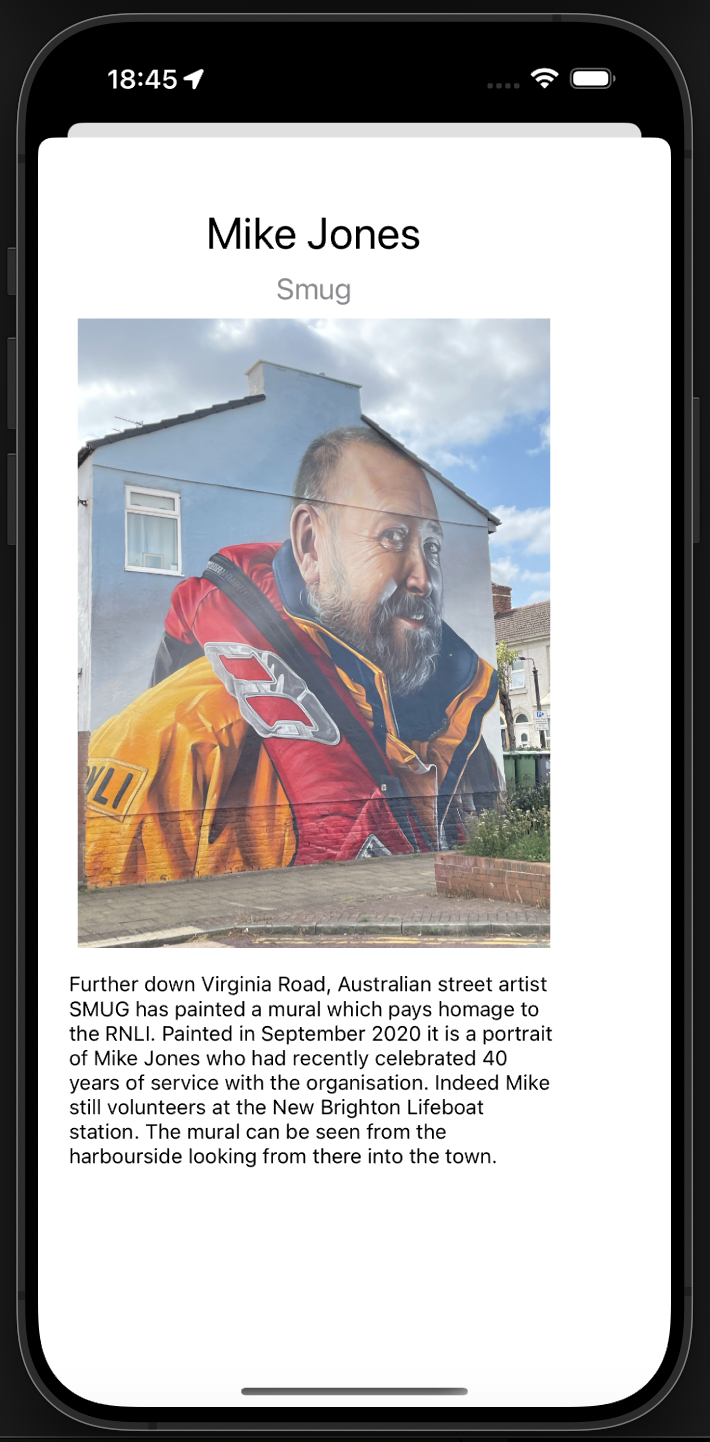 18:45
Mike Jones
Smug
NLI
Further down Virginia Road, Australian street artist
SMUG has painted a mural which pays homage to
the RNLI. Painted in September 2020 it is a portrait
of Mike Jones who had recently celebrated 40
years of service with the organisation. Indeed Mike
still volunteers at the New Brighton Lifeboat
station. The mural can be seen from the
harbourside looking from there into the town.